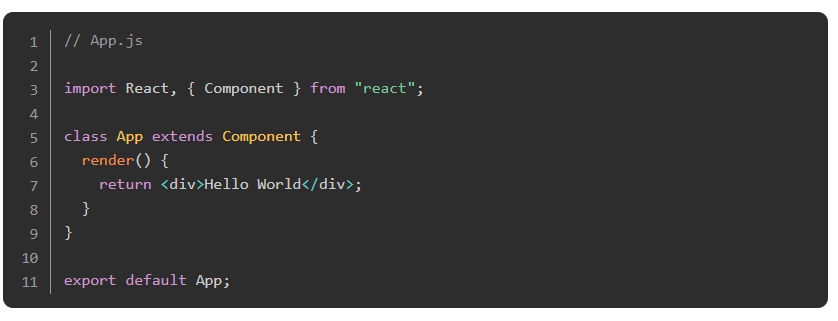 1 // App.js
2
3 import React, { Component } from "react";
4
5 class App extends Component {
6   render() {
7     return <div>Hello World</div>;
8   }
9 }
10
11 export default App;